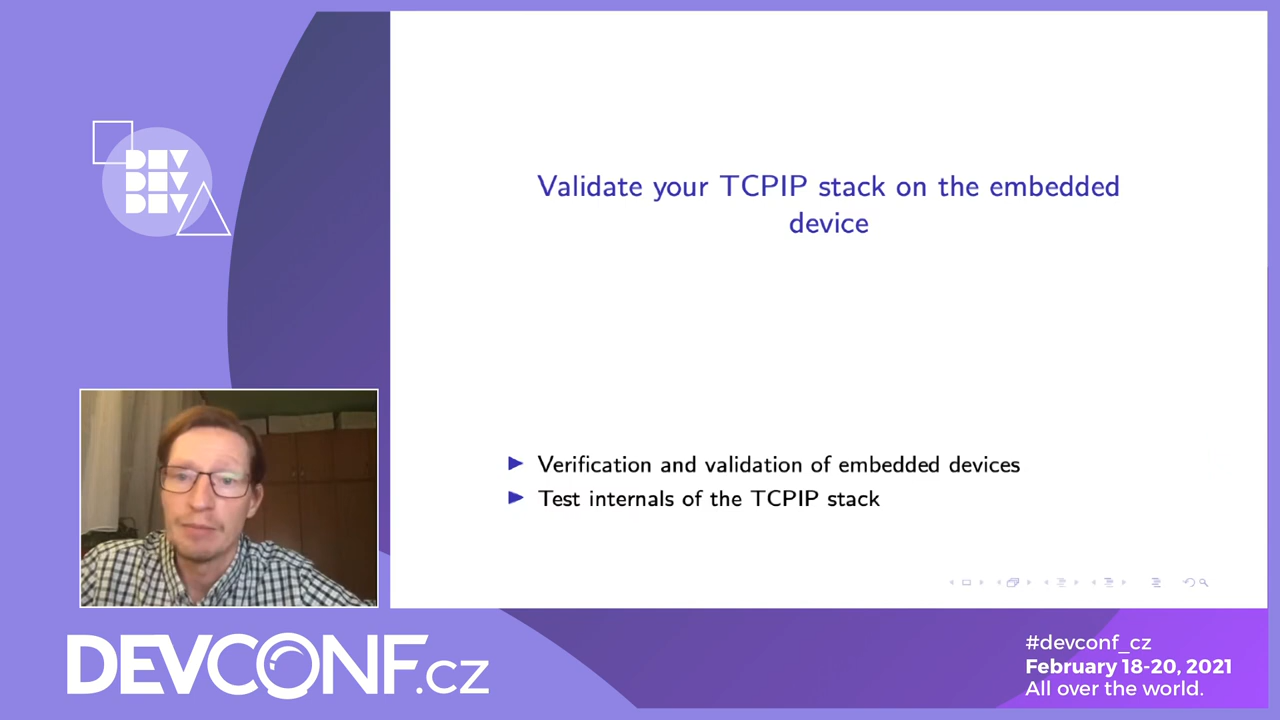 DEV
DEV
DEV
Validate your TCPIP stack on the embedded
device
Verification and validation of embedded devices
Test internals of the TCPIP stack
DEVCONF.cz
#devconf_cz
February 18-20, 2021
All over the world.